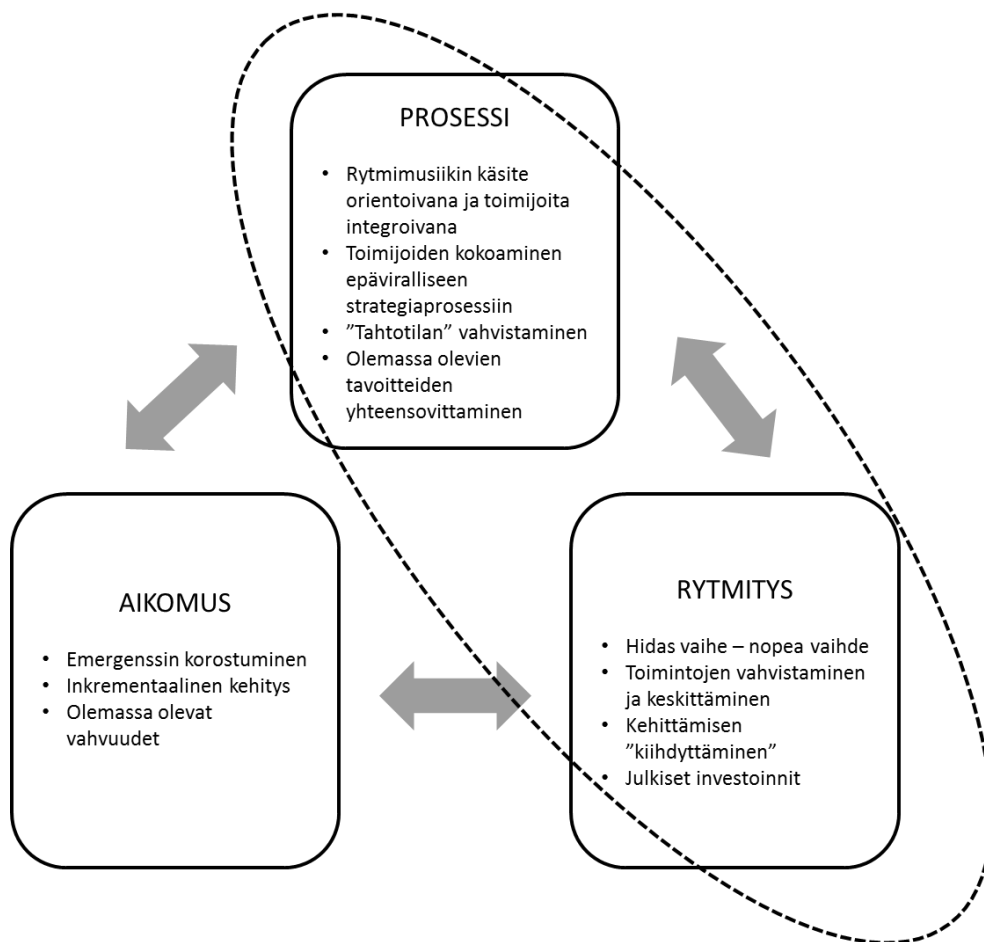 PROSESSI
• Rytmimusiikin käsite
orientoivana ja toimijoita
integroivana
• Toimijoiden kokoaminen
epäviralliseen
strategiaprosessiin
• ”Tahtotilan” vahvistaminen
• Olemassa olevien
tavoitteiden
yhteensovittaminen
AIKOMUS
• Emergenssin korostuminen
• Inkrementaalinen kehitys
• Olemassa olevat
vahvuudet
RYTMITYS
• Hidas vaihe – nopea vaihde
• Toimintojen vahvistaminen
ja keskittäminen
• Kehittämisen
”kiihdyttäminen”
• Julkiset investoinnit